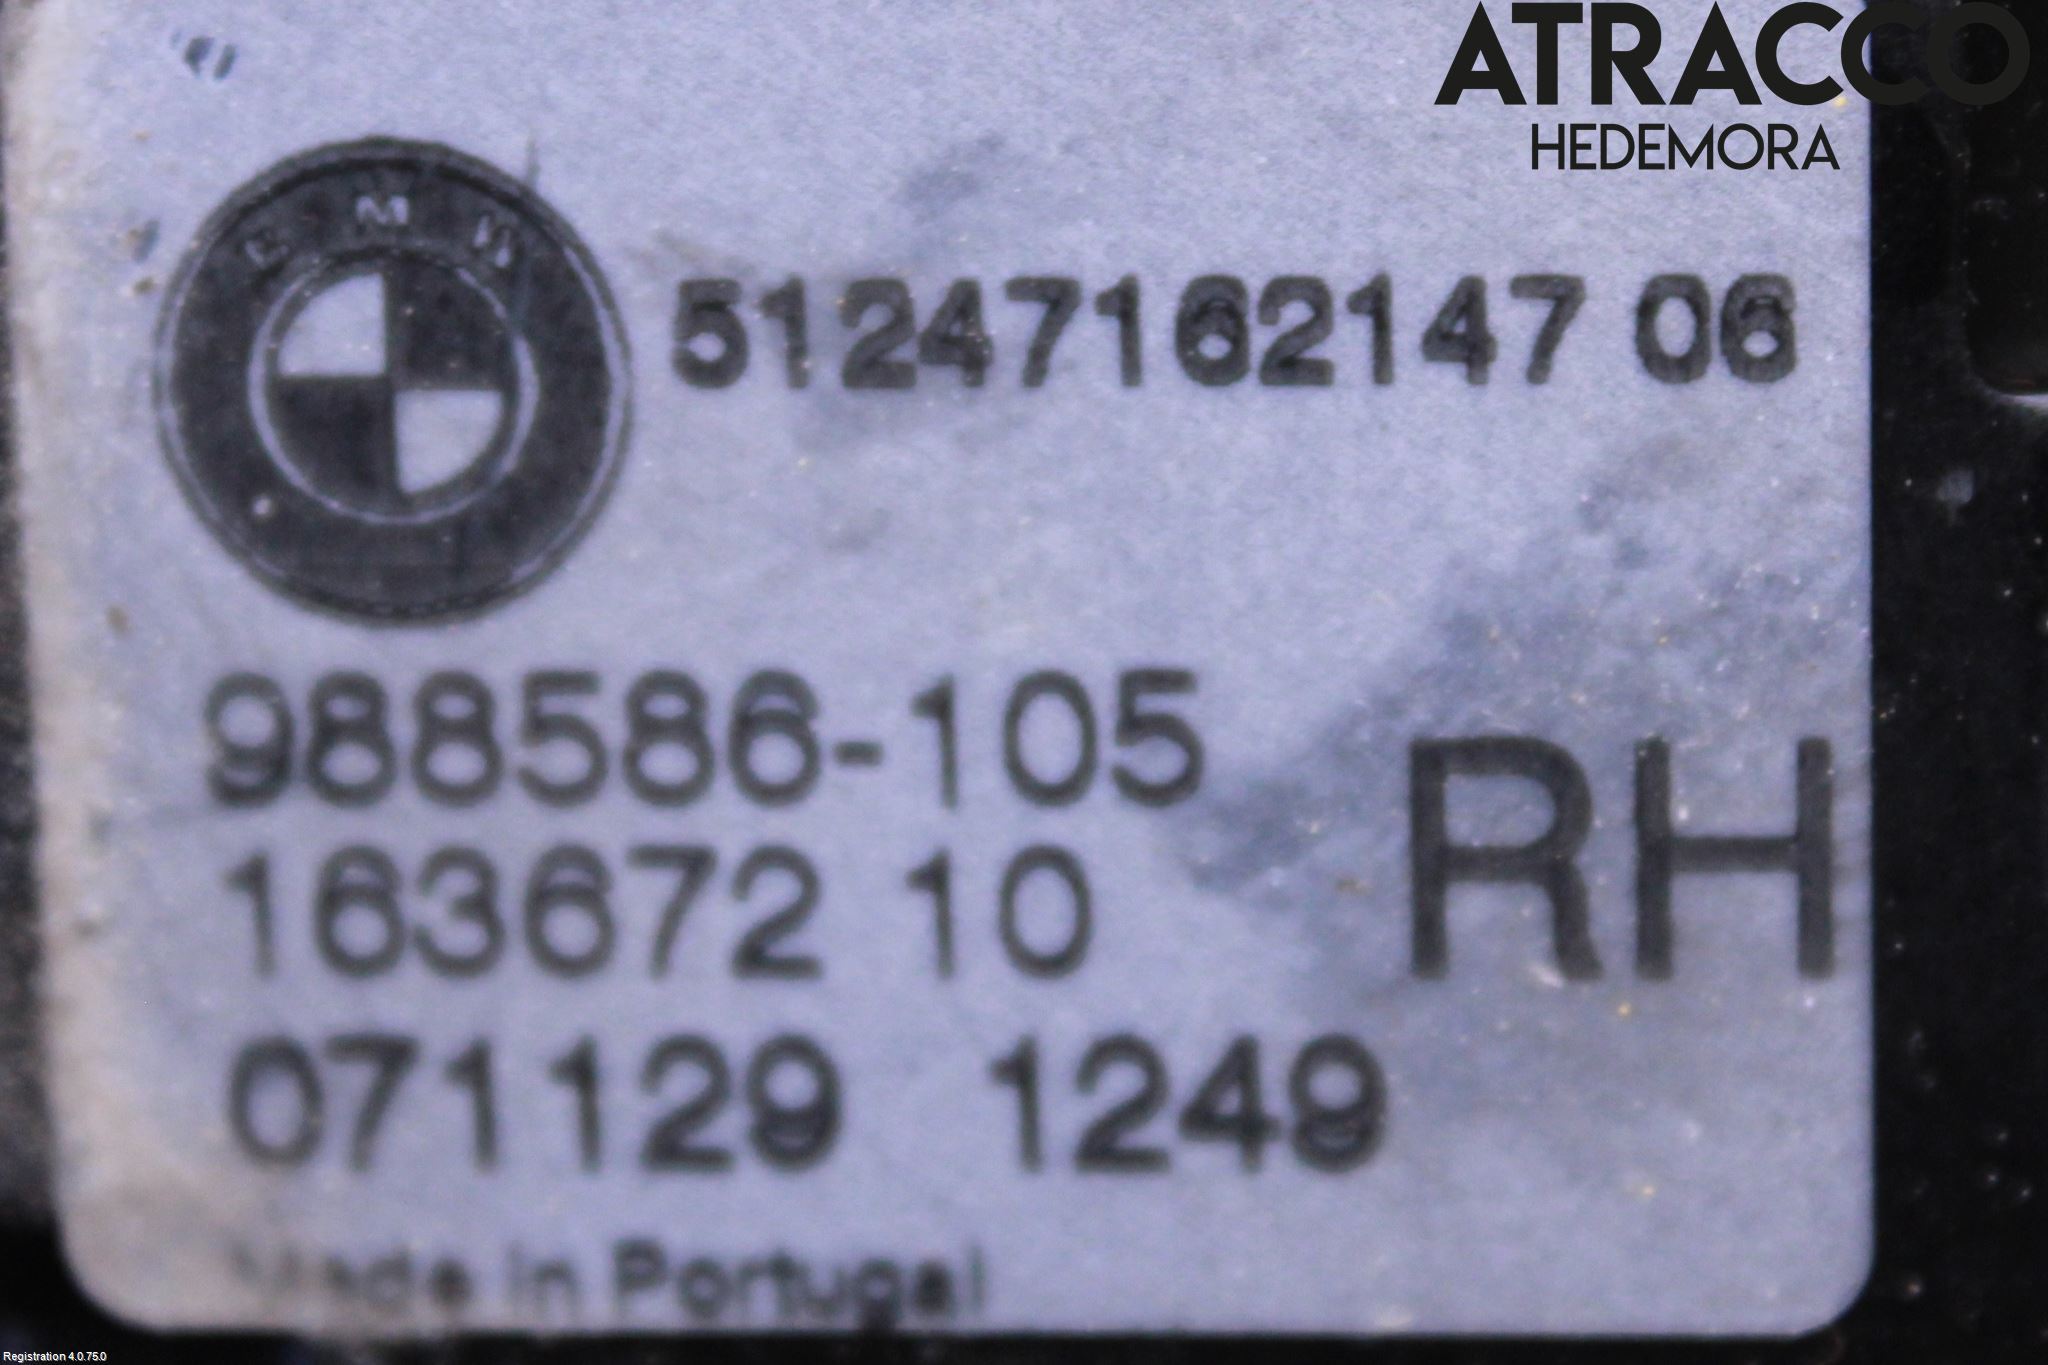 ATRACCO
HEDEMORA
BMW
51247162147 06
988586-105
163672 10
RH
071129 1249
Made in Portugal
Registration 4.0.75.0